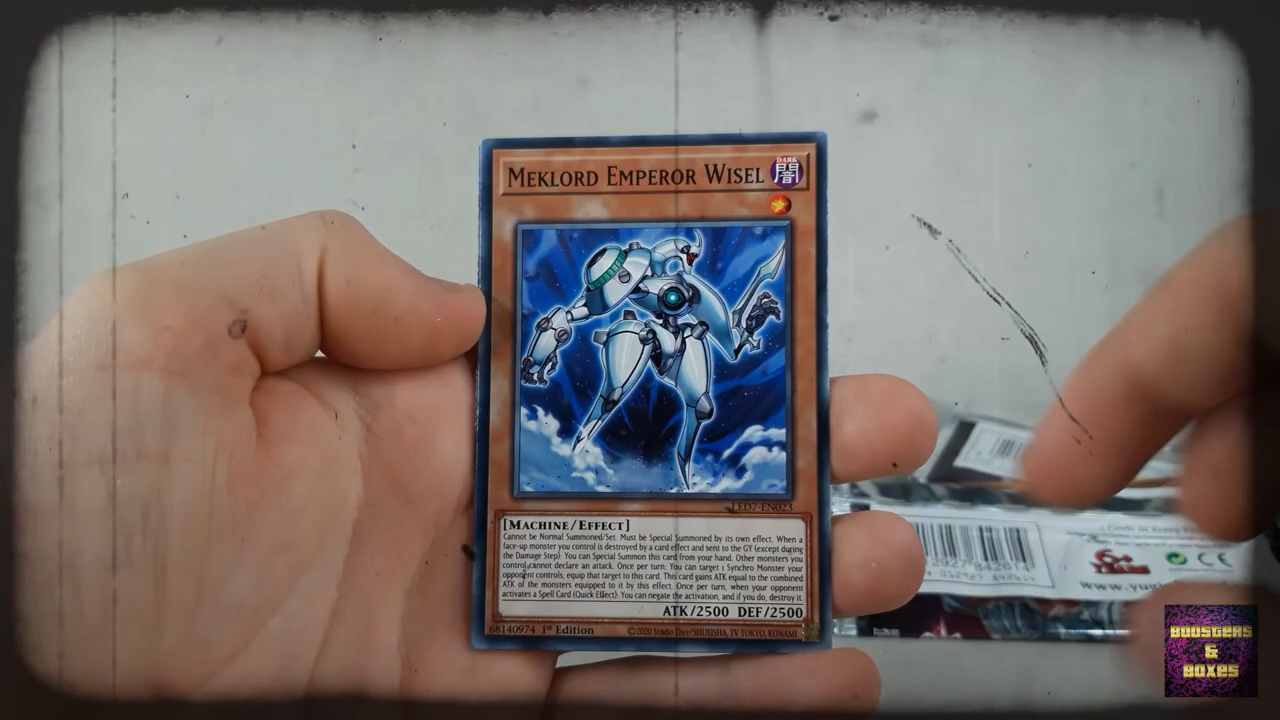 MEKLORD EMPEROR WISEL
DARK
闇
LED7-EN023
[MACHINE/EFFECT]
Cannot be Normal Summoned/Set. Must be Special Summoned by its own effect. When a
face-up monster you control is destroyed by a card effect and sent to the GY (except during
the Damage Step): You can Special Summon this card from your hand. Other monsters you
control cannot declare an attack. Once per turn: You can target 1 Synchro Monster your
opponent controls, equip that target to this card. This card gains ATK equal to the combined
ATK of the monsters equipped to it by this effect. Once per turn, when your opponent
activates a Spell Card (Quick Effect): You can negate the activation, and if you do, destroy it.
ATK/2500 DEF/2500
68140974 1st Edition ©2020 Studio Dice/SHUEISHA, TV TOKYO, KONAMI
6+
YEARS
CE
www.yugi
BOOSTERS
&
BOXES